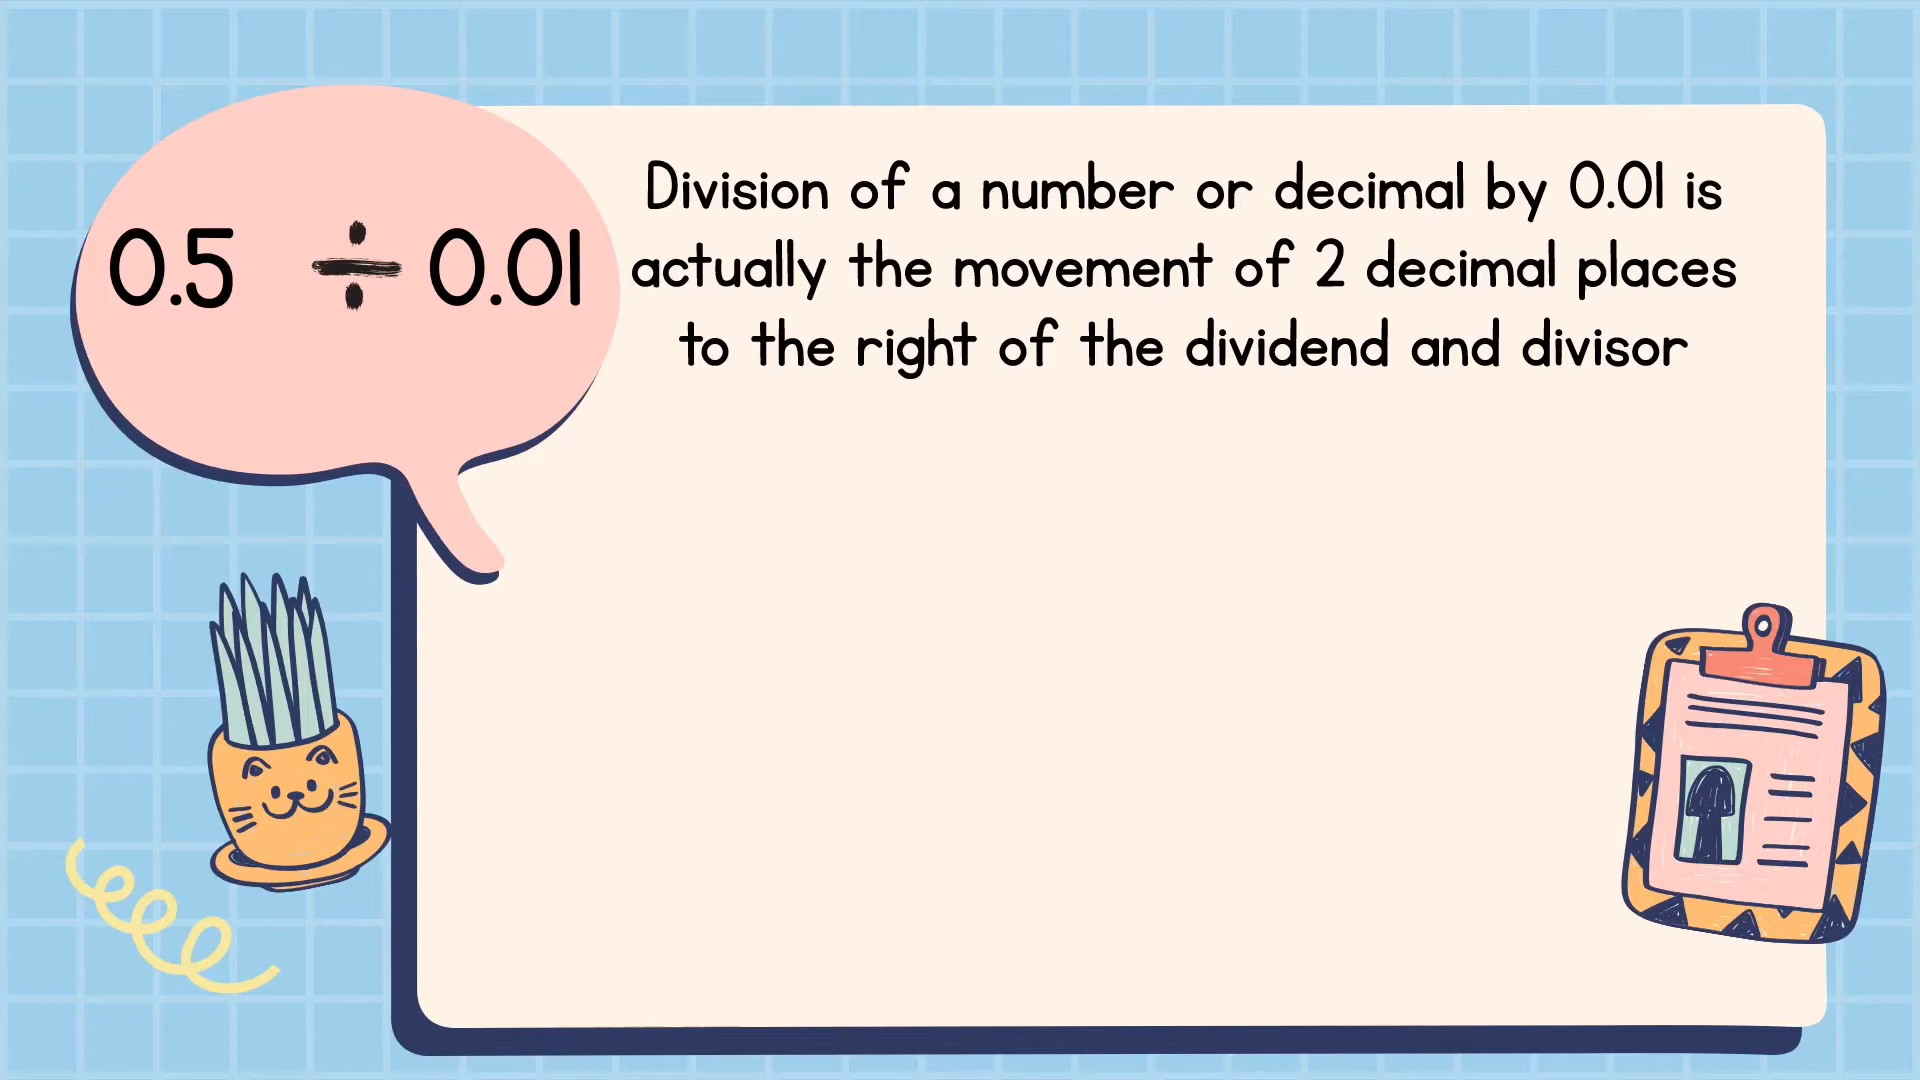 0.5 ÷ 0.01
Division of a number or decimal by 0.01 is
actually the movement of 2 decimal places
to the right of the dividend and divisor